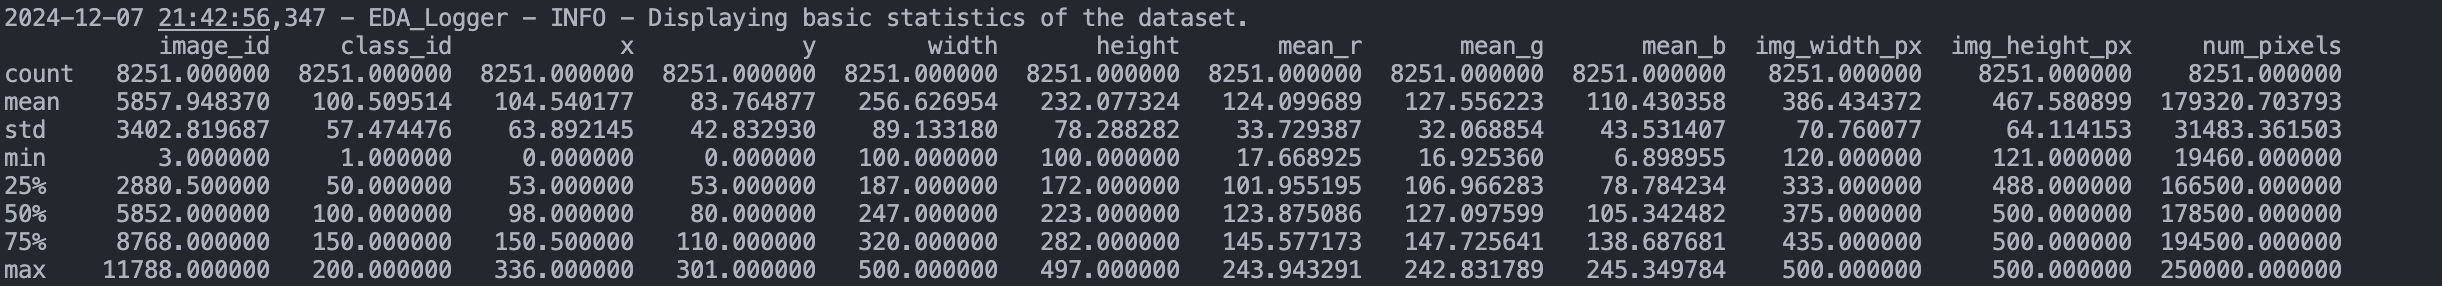 2024-12-07 21:42:56,347 – EDA_Logger – INFO – Displaying basic statistics of the dataset.
image_id class_id x y width height mean_r mean_g mean_b img_width_px img_height_px num_pixels
count 8251.000000 8251.000000 8251.000000 8251.000000 8251.000000 8251.000000 8251.000000 8251.000000 8251.000000 8251.000000 8251.000000 8251.000000
mean 5857.948370 100.509514 104.540177 83.764877 256.626954 232.077324 124.099689 127.556223 110.430358 386.434372 467.580899 179320.703793
std 3402.819687 57.474476 63.892145 42.832930 89.133180 78.288282 33.729387 32.068854 43.531407 70.760077 64.114153 31483.361503
min 3.000000 1.000000 0.000000 0.000000 100.000000 100.000000 17.668925 16.925360 6.898955 120.000000 121.000000 19460.000000
25% 2880.500000 50.000000 53.000000 53.000000 187.000000 172.000000 101.955195 106.966283 78.784234 333.000000 488.000000 166500.000000
50% 5852.000000 100.000000 98.000000 80.000000 247.000000 223.000000 123.875086 127.097599 105.342482 375.000000 500.000000 178500.000000
75% 8768.000000 150.000000 150.500000 110.000000 320.000000 282.000000 145.577173 147.725641 138.687681 435.000000 500.000000 194500.000000
max 11788.000000 200.000000 336.000000 301.000000 500.000000 497.000000 243.943291 242.831789 245.349784 500.000000 500.000000 250000.000000